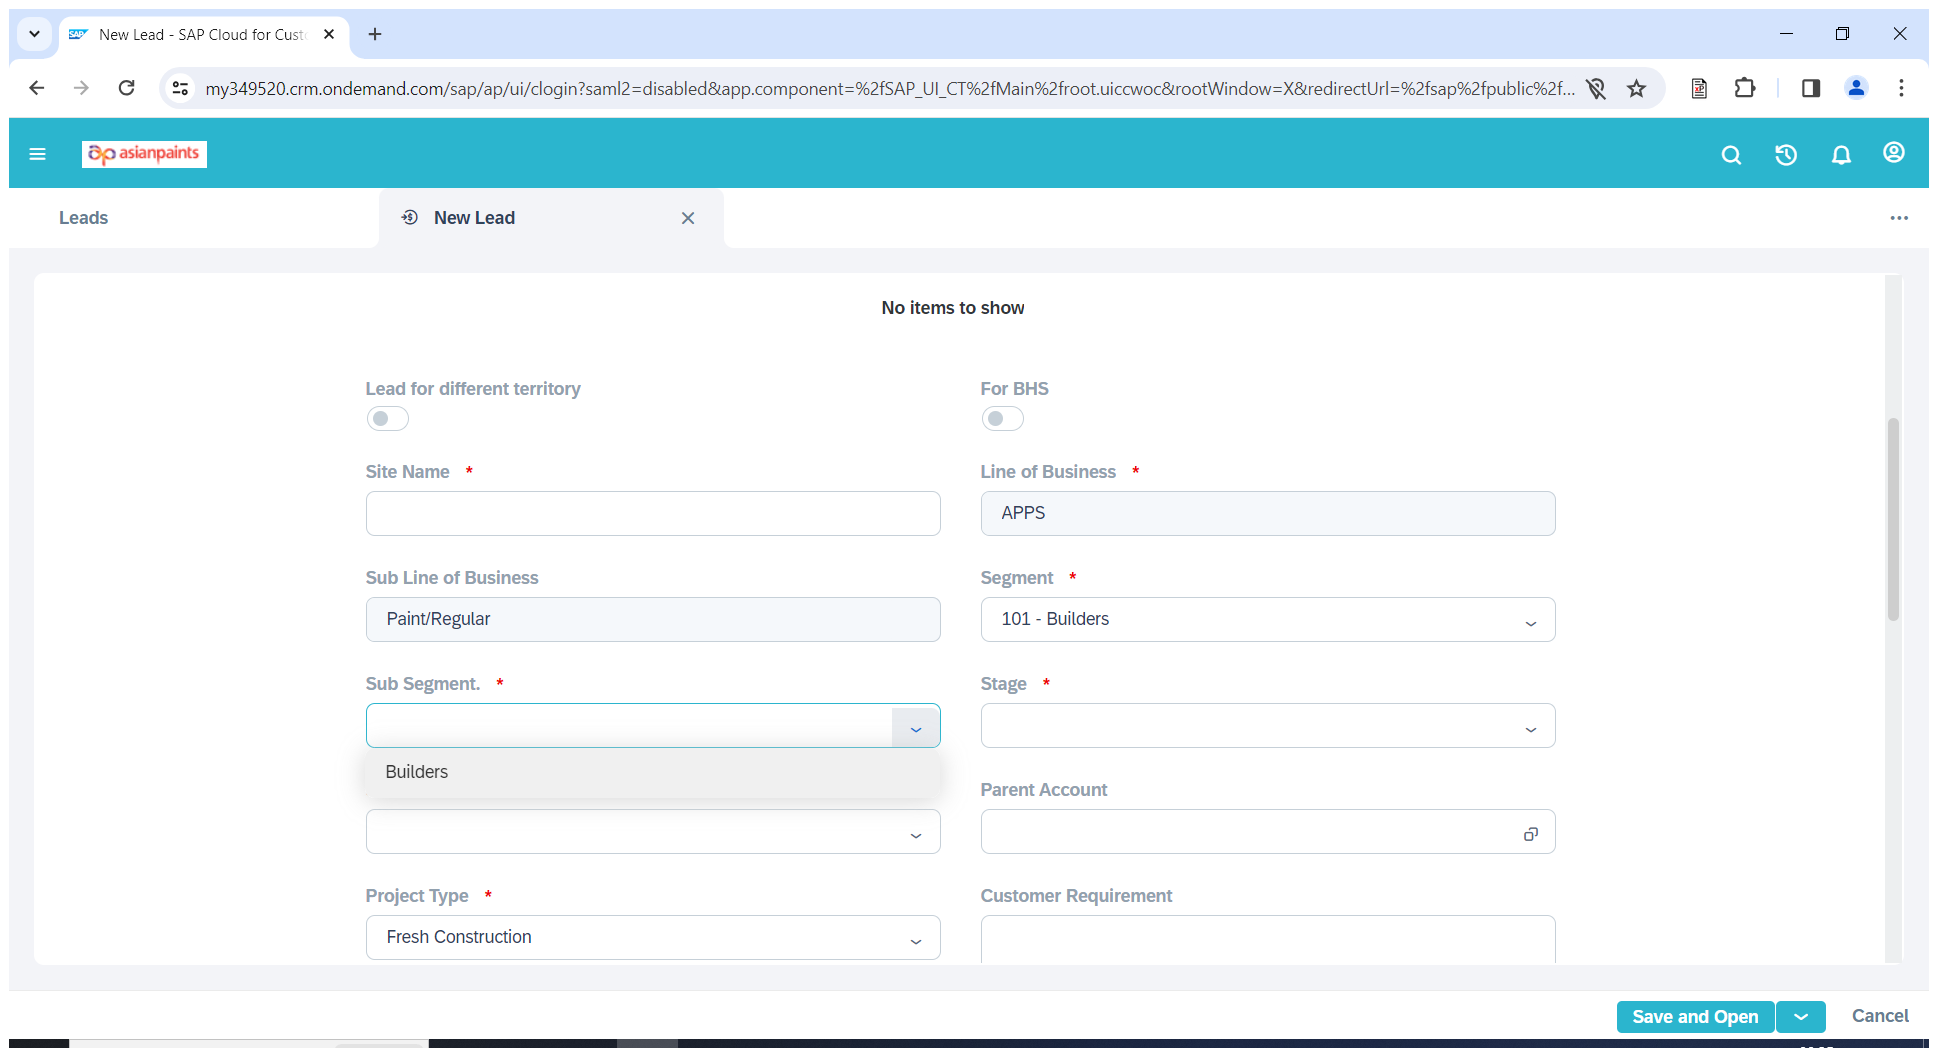 SAP New Lead - SAP Cloud for Custo
my349520.crm.ondemand.com/sap/ap/ui/clogin?saml2=disabled&app.component=%2fSAP_UI_CT%2fMain%2froot.uiccwoc&rootWindow=X&redirectUrl=%2fsap%2fpublic%2f...
ap asianpaints
Leads
New Lead
No items to show
Lead for different territory
For BHS
Site Name *
Line of Business *
APPS
Sub Line of Business
Segment *
Paint/Regular
101 - Builders
Sub Segment. *
Stage *
Builders
Parent Account
Project Type *
Customer Requirement
Fresh Construction
Save and Open
Cancel